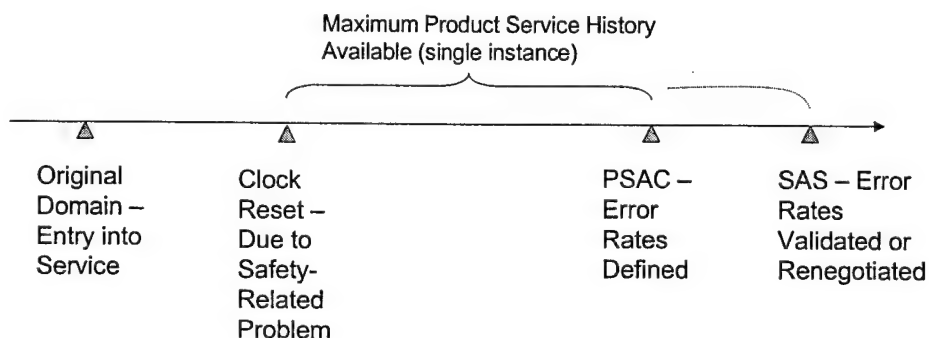 Maximum Product Service History
Available (single instance)
Original
Domain –
Entry into
Service
Clock
Reset –
Due to
Safety-
Related
Problem
PSAC –
Error
Rates
Defined
SAS – Error
Rates
Validated or
Renegotiated